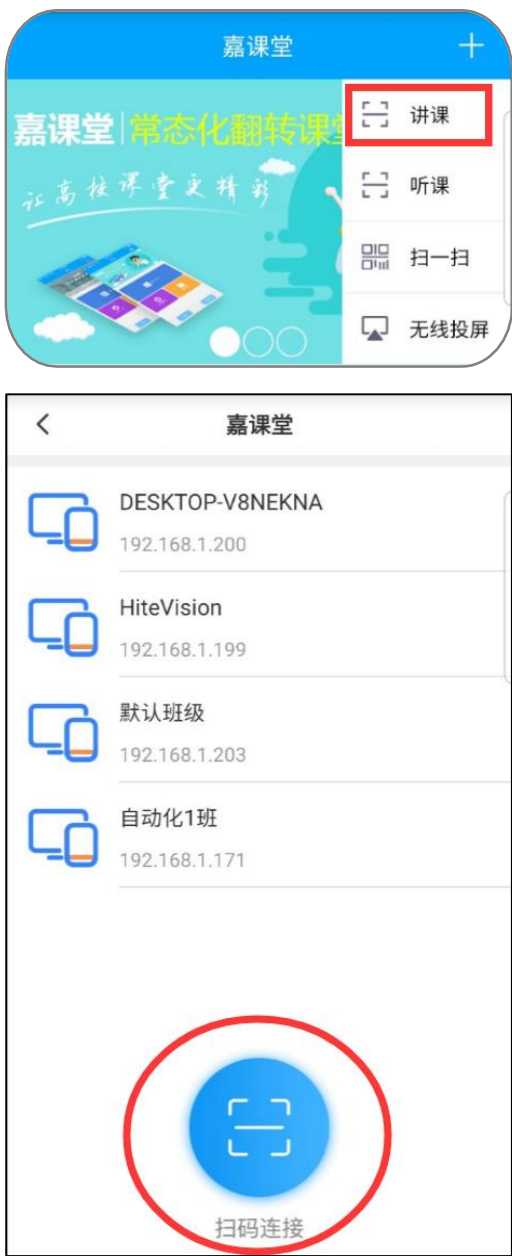 嘉课堂
嘉课堂|常态化翻转课堂
让高校课堂更精彩
讲课
听课
扫一扫
无线投屏
嘉课堂
DESKTOP-V8NEKNA
192.168.1.200
HiteVision
192.168.1.199
默认班级
192.168.1.203
自动化1班
192.168.1.171
扫码连接